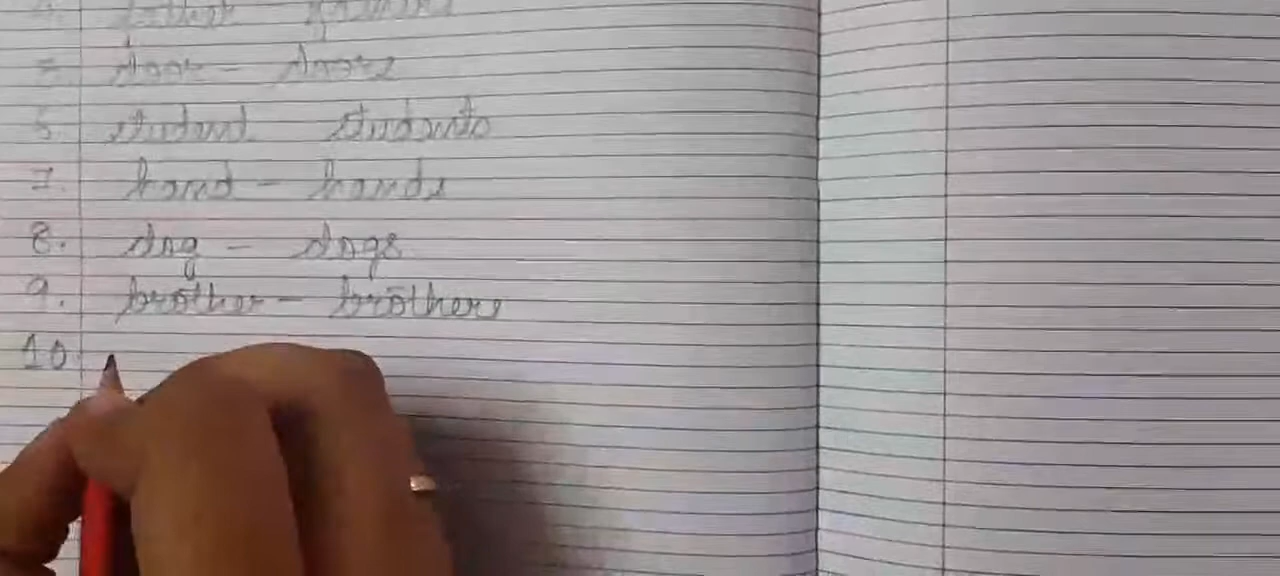 door - doors
student students
7. hand - hands
8. dog - dogs
9. brother - brothers
10